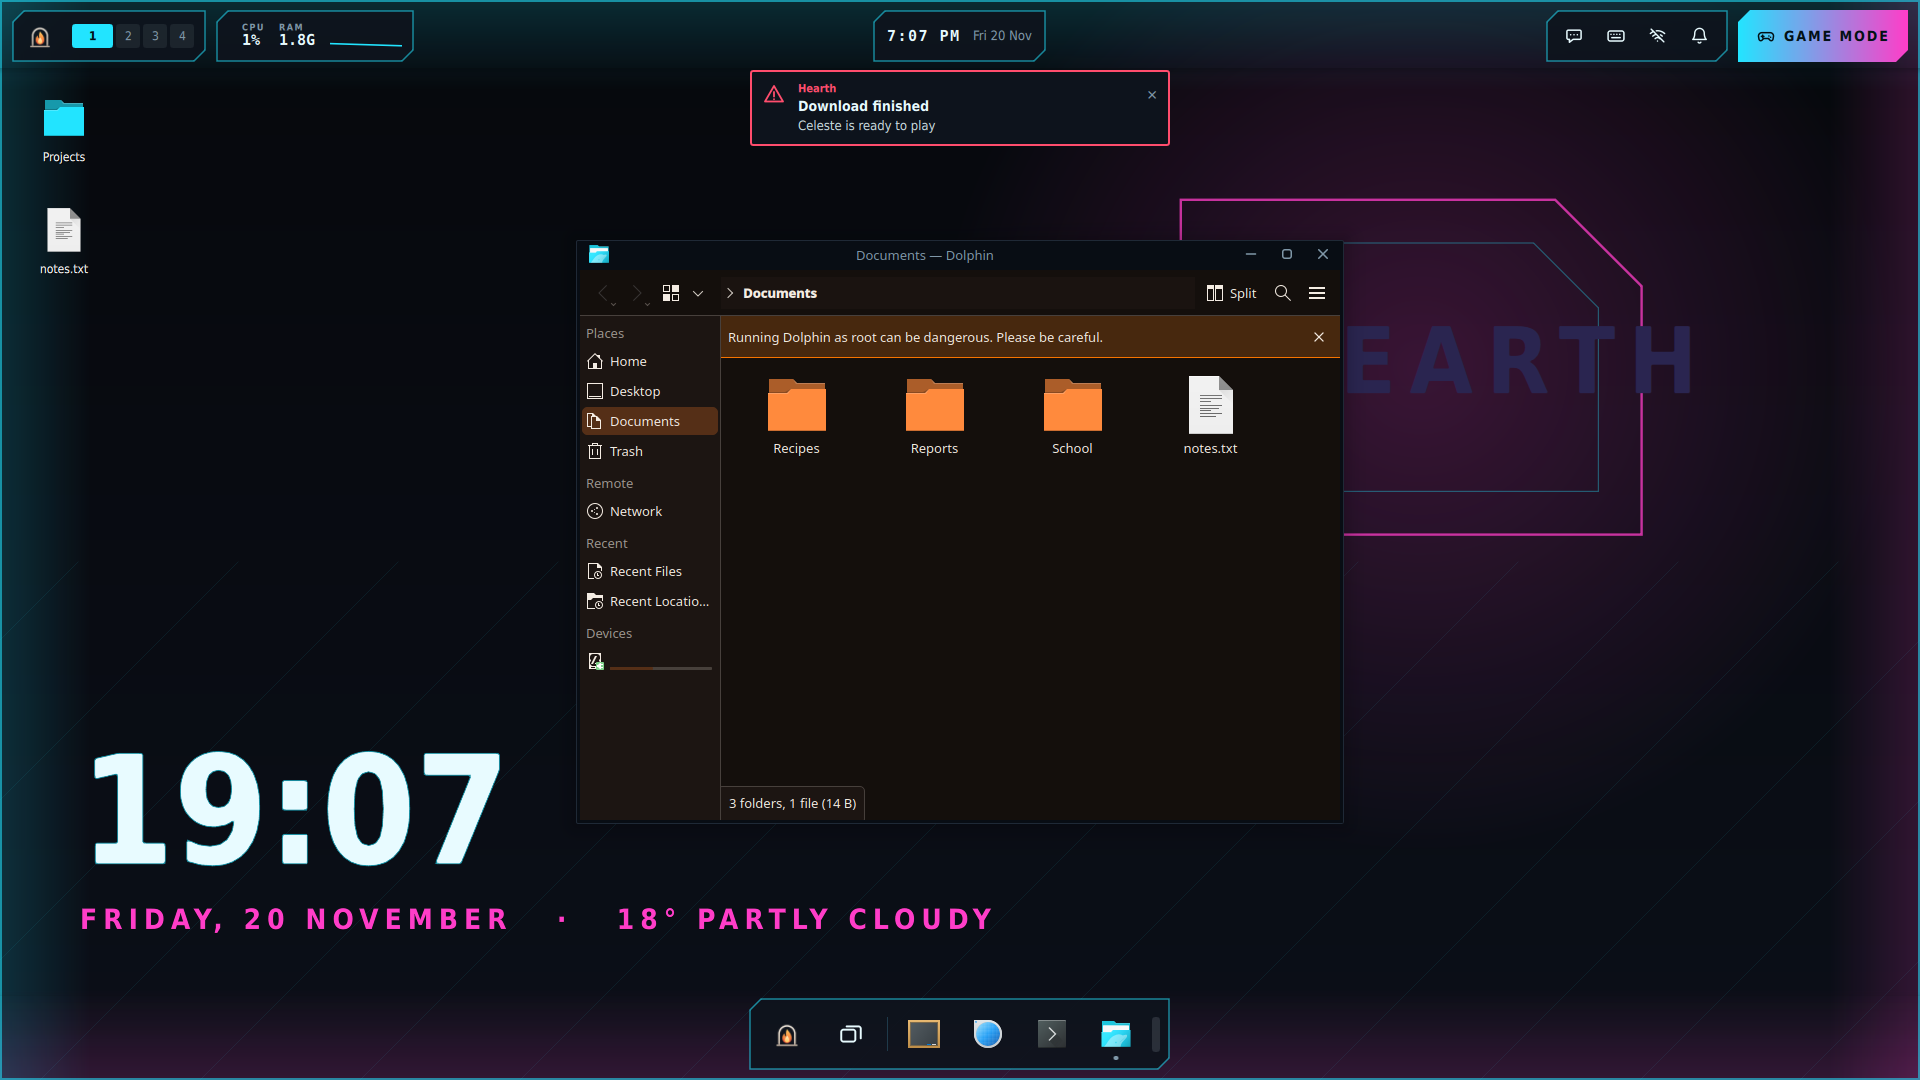 1 2 3 4
CPU RAM
1% 1.8G
7:07 PM Fri 20 Nov
GAME MODE
Hearth
Download finished
Celeste is ready to play
Projects
notes.txt
Documents — Dolphin
Documents
Split
Places
Home
Desktop
Documents
Trash
Remote
Network
Recent
Recent Files
Recent Locatio...
Devices
Running Dolphin as root can be dangerous. Please be careful.
Recipes
Reports
School
notes.txt
3 folders, 1 file (14 B)
EARTH
19:07
FRIDAY, 20 NOVEMBER · 18° PARTLY CLOUDY